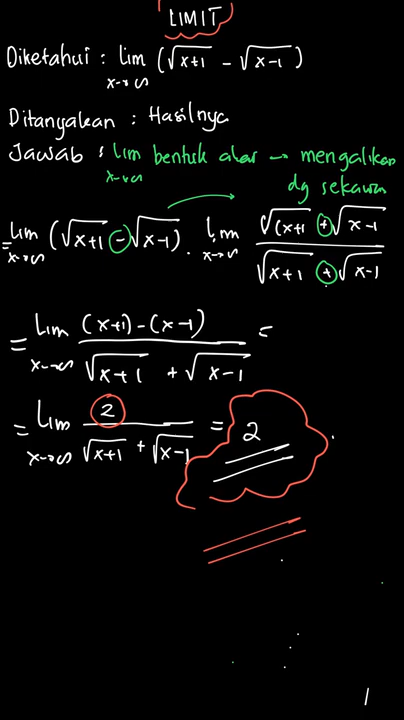 LIMIT
Diketahui : lim x→∞ (√x+1 - √x-1)
Ditanyakan : Hasilnya
Jawab : lim x→∞ bentuk akar → mengalikan
dg sekawan
= lim x→∞ (√x+1 - √x-1) . lim x→∞ (√(x+1 + √x-1) / (√x+1 + √x-1)
= lim x→∞ (x+1)-(x-1) / (√x+1 + √x-1) =
= lim x→∞ 2 / (√x+1 + √x-1) = 2